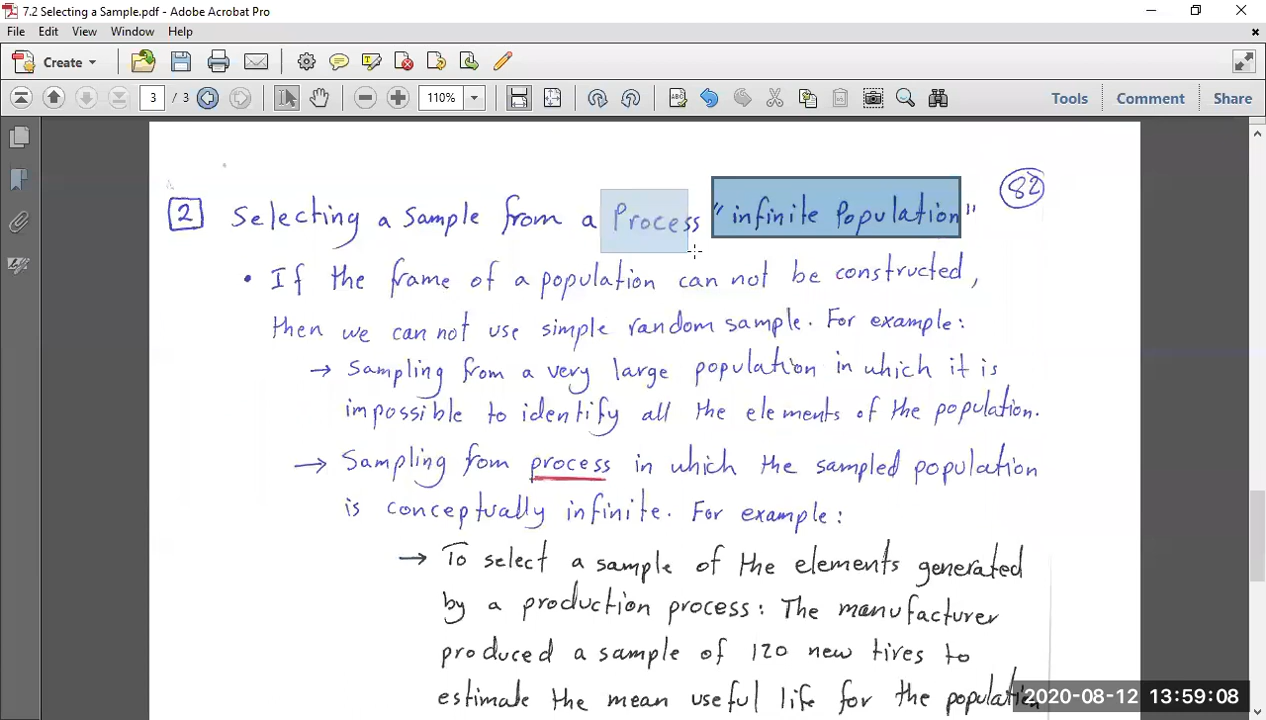 7.2 Selecting a Sample.pdf - Adobe Acrobat Pro
File Edit View Window Help
Create
3 / 3 110% Tools Comment Share
82
2 Selecting a Sample from a Process "infinite Population"
• If the frame of a population can not be constructed,
then we can not use simple random sample. For example:
→ Sampling from a very large population in which it is
impossible to identify all the elements of the population.
→ Sampling from process in which the sampled population
is conceptually infinite. For example:
→ To select a sample of the elements generated
by a production process: The manufacturer
produced a sample of 120 new tires to
estimate the mean useful life for the population
2020-08-12 13:59:08